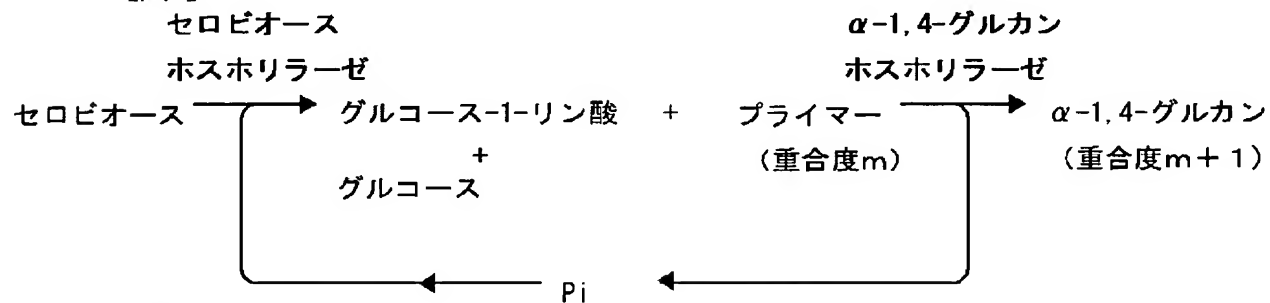 セロビオース α-1,4-グルカン
ホスホリラーゼ ホスホリラーゼ
セロビオース グルコース-1-リン酸 + プライマー α-1,4-グルカン
+ (重合度m) (重合度m+1)
グルコース
Pi